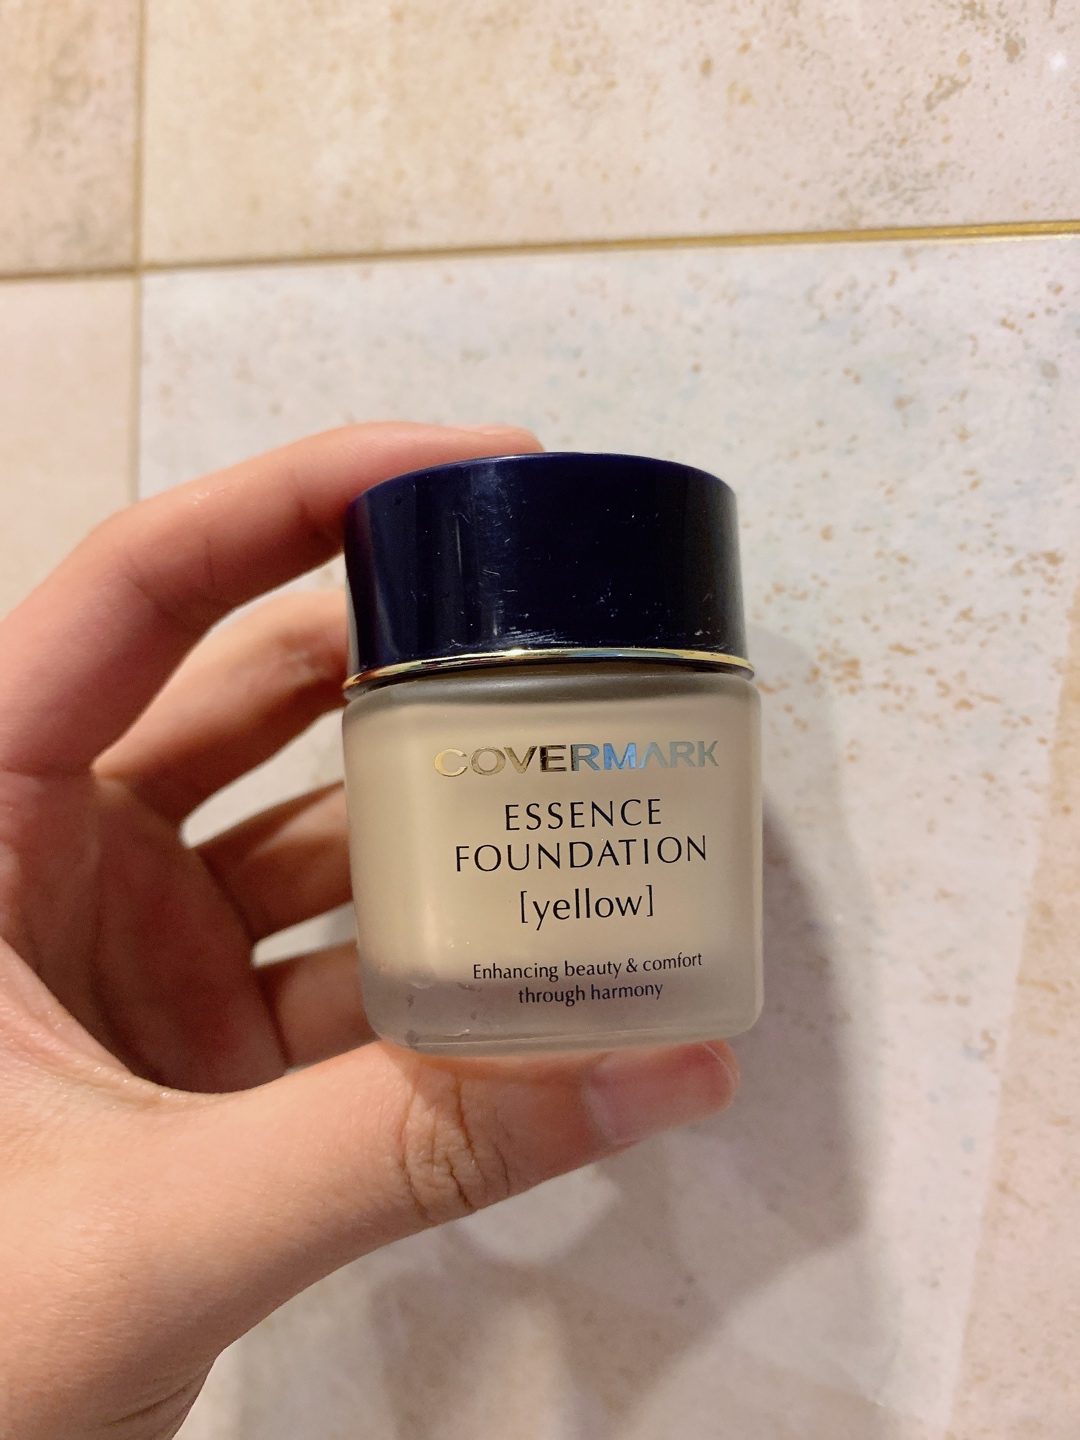 COVERMARK
ESSENCE
FOUNDATION
[yellow]
Enhancing beauty & comfort
through harmony